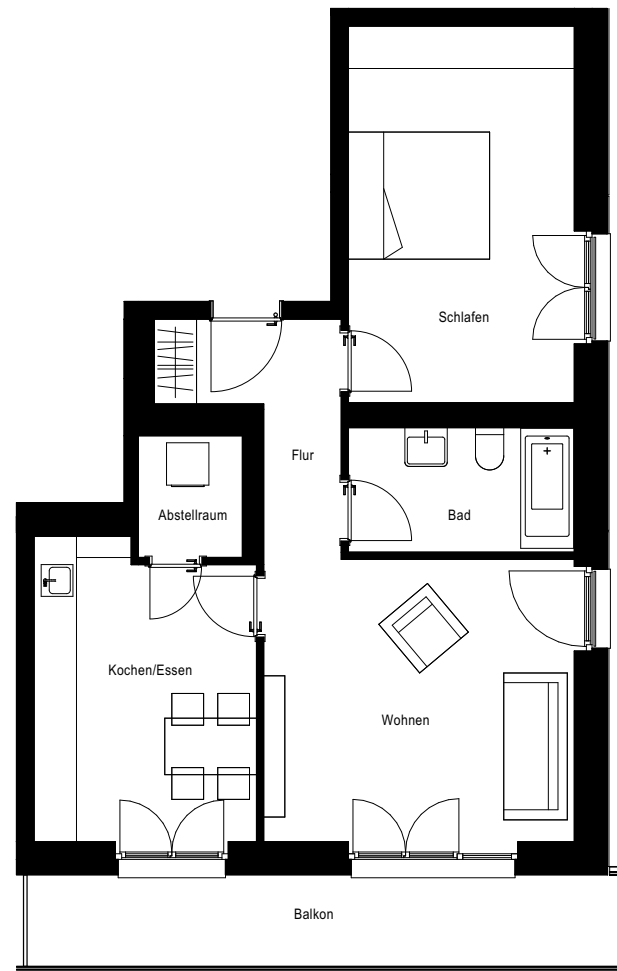 Schlafen
Flur
Abstellraum
Bad
Kochen/Essen
Wohnen
Balkon